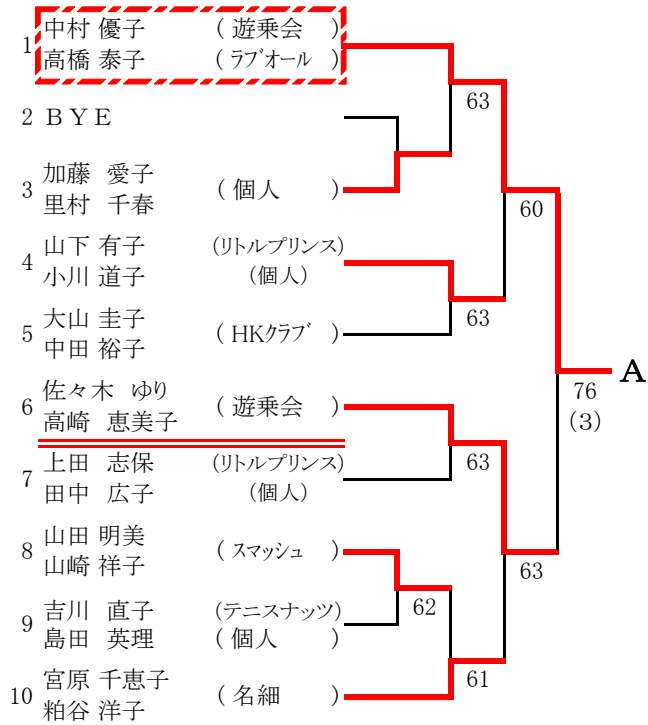 1 中村 優子 ( 遊乗会 )
高橋 泰子 ( ラブオール )
63
2 BYE
3 加藤 愛子
里村 千春 ( 個人 )
60
4 山下 有子 (リトルプリンス)
小川 道子 (個人)
63
5 大山 圭子
中田 裕子 ( HKクラブ )
A
76
(3)
6 佐々木 ゆり
高崎 恵美子 ( 遊乗会 )
63
7 上田 志保 (リトルプリンス)
田中 広子 (個人)
8 山田 明美
山崎 祥子 ( スマッシュ )
63
62
9 吉川 直子 (テニスナッツ)
島田 英理 ( 個人 )
61
10 宮原 千恵子
粕谷 洋子 ( 名細 )